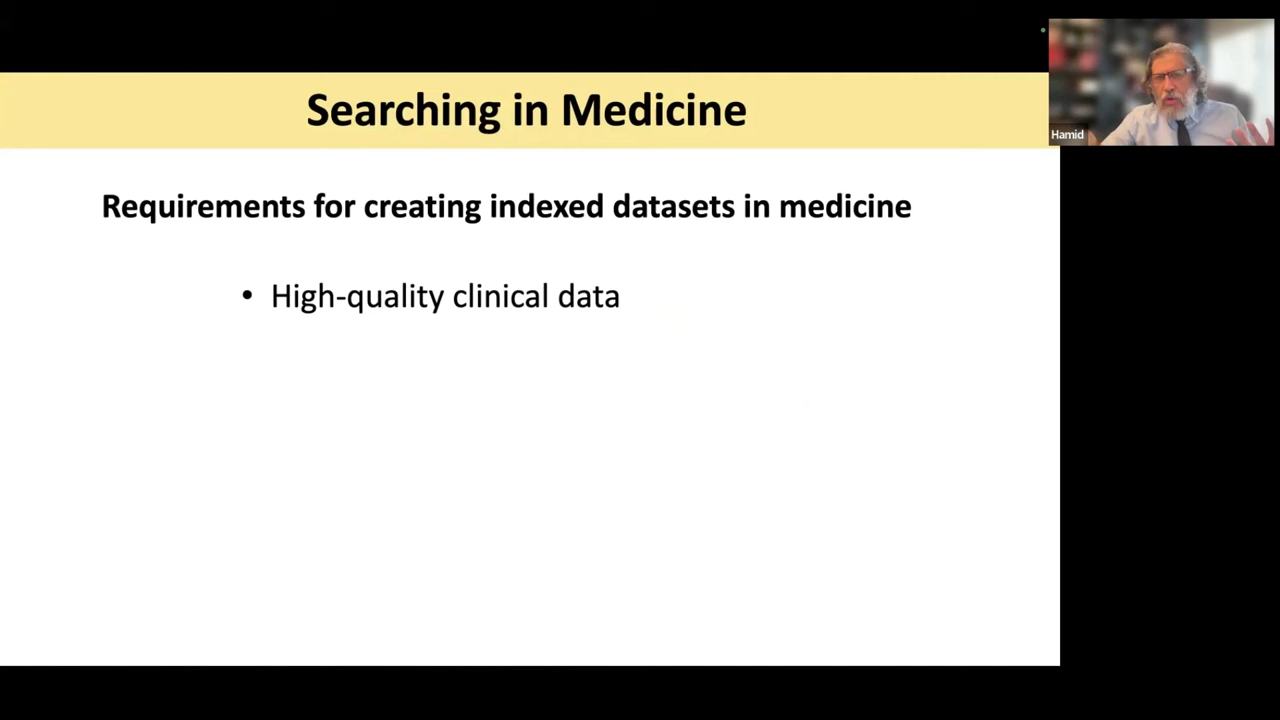 Searching in Medicine
Hamid
Requirements for creating indexed datasets in medicine
• High-quality clinical data